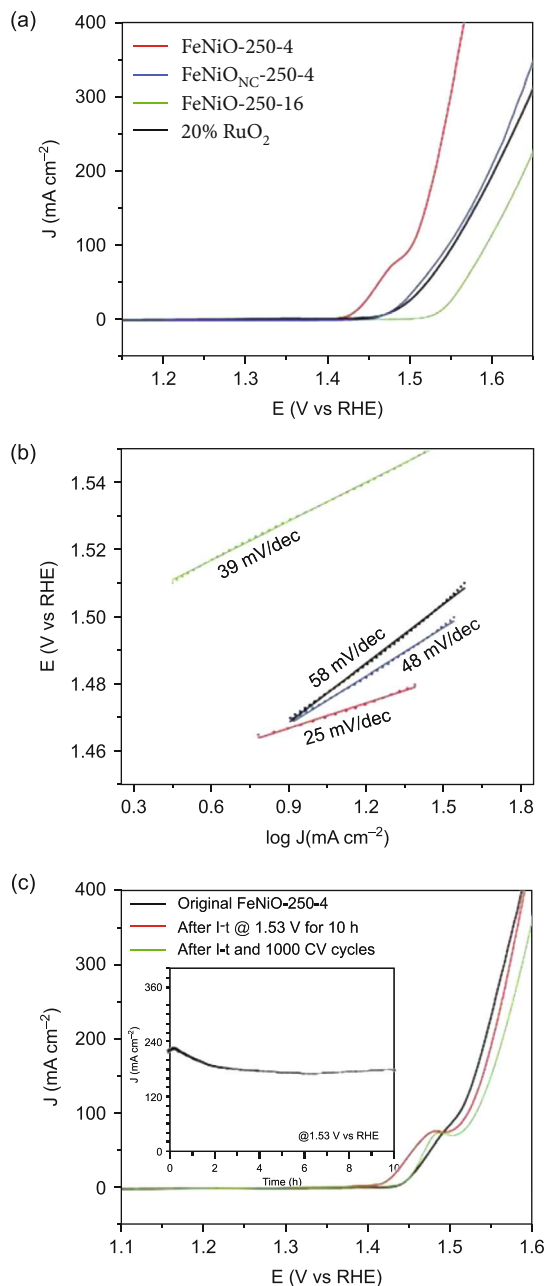 (a)
400
300
200
100
0
J (mA cm⁻²)
FeNiO-250-4
FeNiO_NC-250-4
FeNiO-250-16
20% RuO₂
1.2 1.3 1.4 1.5 1.6
E (V vs RHE)
(b)
1.54
1.52
1.50
1.48
1.46
E (V vs RHE)
39 mV/dec
58 mV/dec
48 mV/dec
25 mV/dec
0.3 0.6 0.9 1.2 1.5 1.8
log J(mA cm⁻²)
(c)
400
300
200
100
0
J (mA cm⁻²)
Original FeNiO-250-4
After I-t @ 1.53 V for 10 h
After I-t and 1000 CV cycles
360
240
120
0
J (mA cm⁻²)
@1.53 V vs RHE
0 2 4 6 8 10
Time (h)
1.1 1.2 1.3 1.4 1.5 1.6
E (V vs RHE)